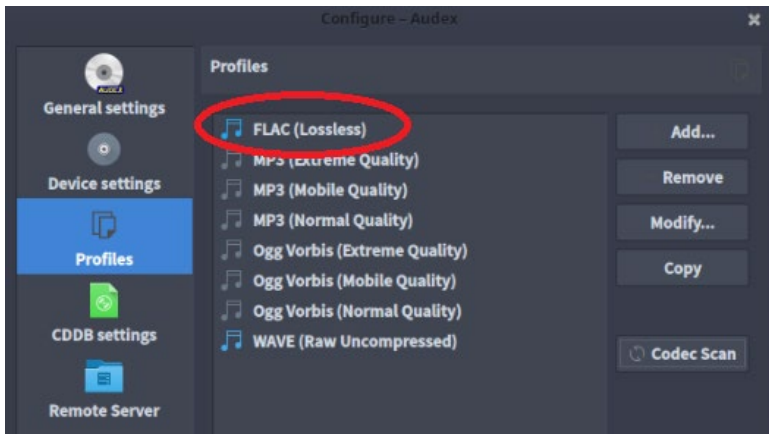 Configure – Audex
Profiles
AUDEX
General settings
Device settings
Profiles
CDDB settings
Remote Server
FLAC (Lossless)
MP3 (Extreme Quality)
MP3 (Mobile Quality)
MP3 (Normal Quality)
Ogg Vorbis (Extreme Quality)
Ogg Vorbis (Mobile Quality)
Ogg Vorbis (Normal Quality)
WAVE (Raw Uncompressed)
Add...
Remove
Modify...
Copy
Codec Scan